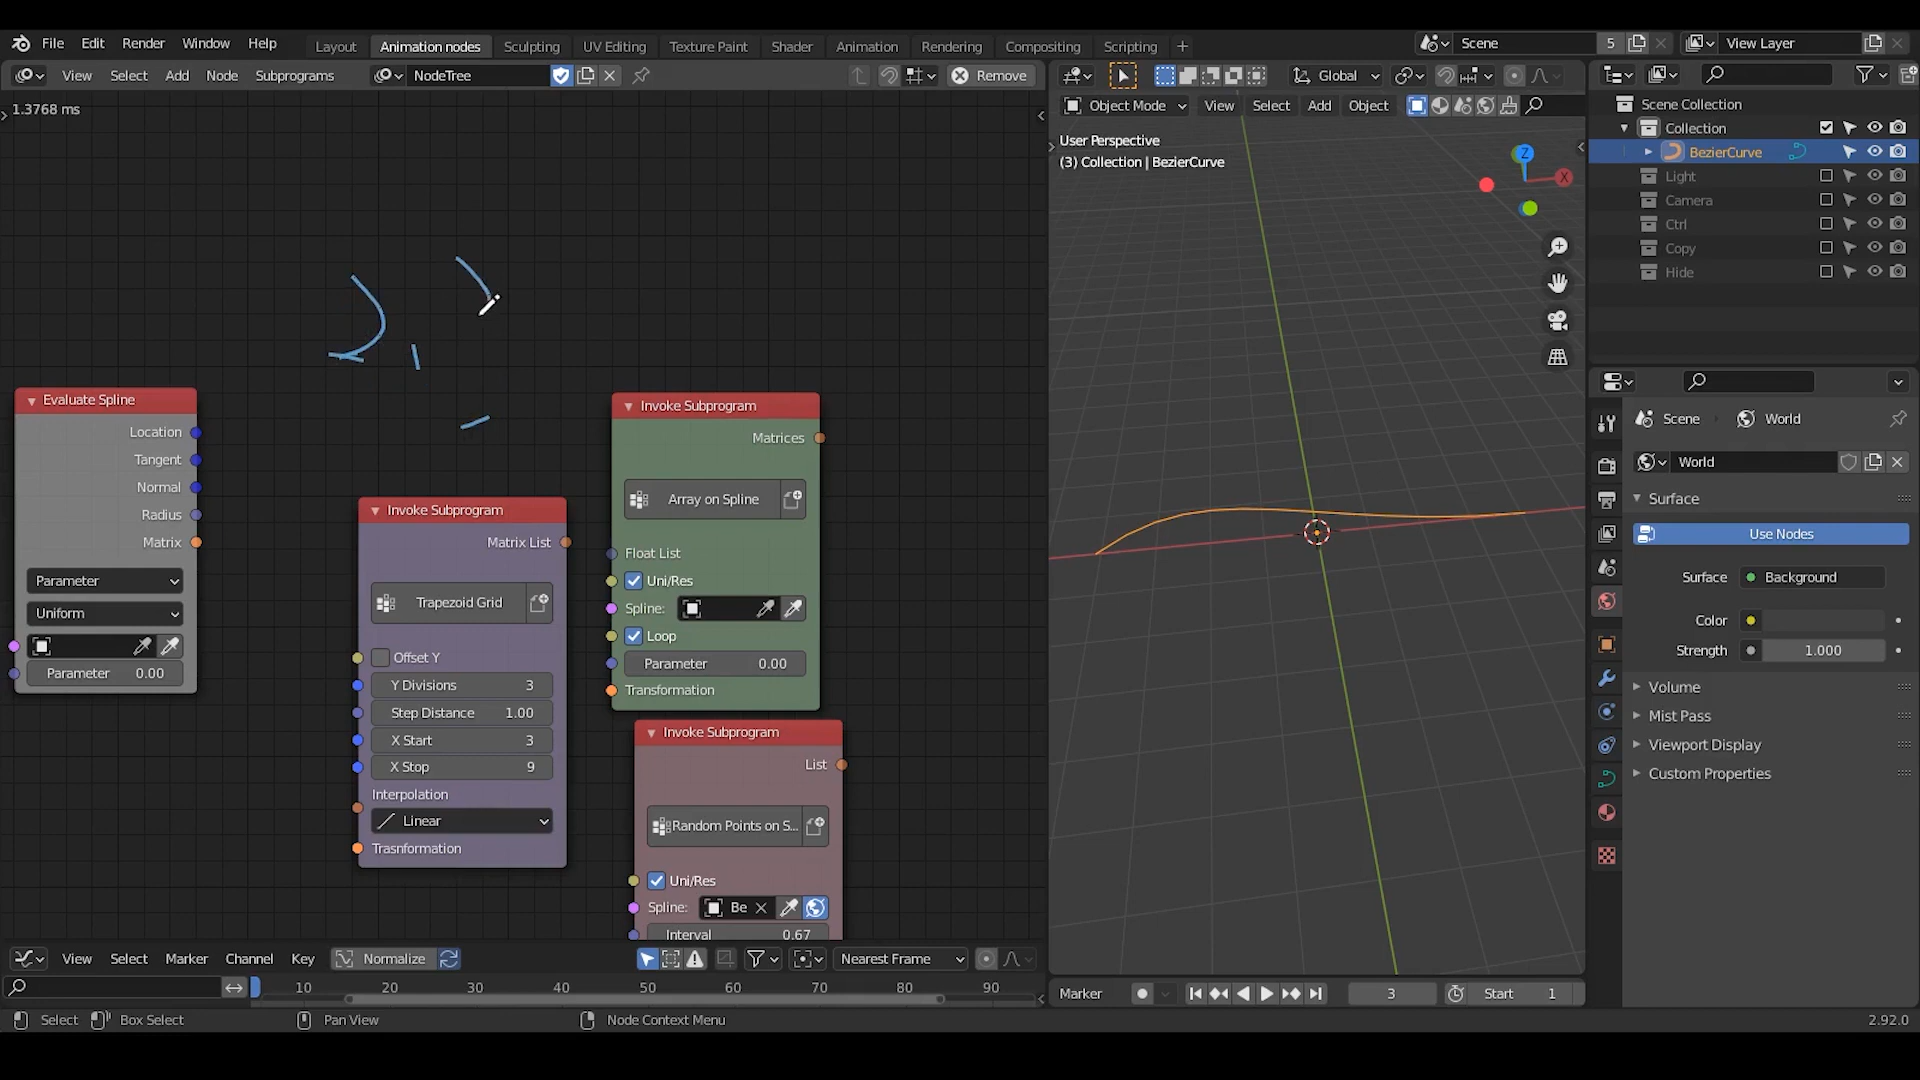 File Edit Render Window Help Layout Animation nodes Sculpting UV Editing Texture Paint Shader Animation Rendering Compositing Scripting + Scene 5 View Layer
View Select Add Node Subprograms NodeTree Remove Global
Object Mode View Select Add Object
1.3768 ms
User Perspective
(3) Collection | BezierCurve
Z
X
Scene Collection
Collection
BezierCurve
Light
Camera
Ctrl
Copy
Hide
Evaluate Spline
Location
Tangent
Normal
Radius
Matrix
Parameter
Uniform
Parameter 0.00
Invoke Subprogram
Matrix List
Trapezoid Grid
Offset Y
Y Divisions 3
Step Distance 1.00
X Start 3
X Stop 9
Interpolation
Linear
Trasnformation
Invoke Subprogram
Matrices
Array on Spline
Float List
Uni/Res
Spline:
Loop
Parameter 0.00
Transformation
Invoke Subprogram
List
Random Points on S...
Uni/Res
Spline: Be
Interval 0.67
Scene World
World
Surface
Use Nodes
Surface Background
Color
Strength 1.000
Volume
Mist Pass
Viewport Display
Custom Properties
View Select Marker Channel Key Normalize Nearest Frame
10 20 30 40 50 60 70 80 90
Marker 3 Start 1
Select Box Select Pan View Node Context Menu 2.92.0